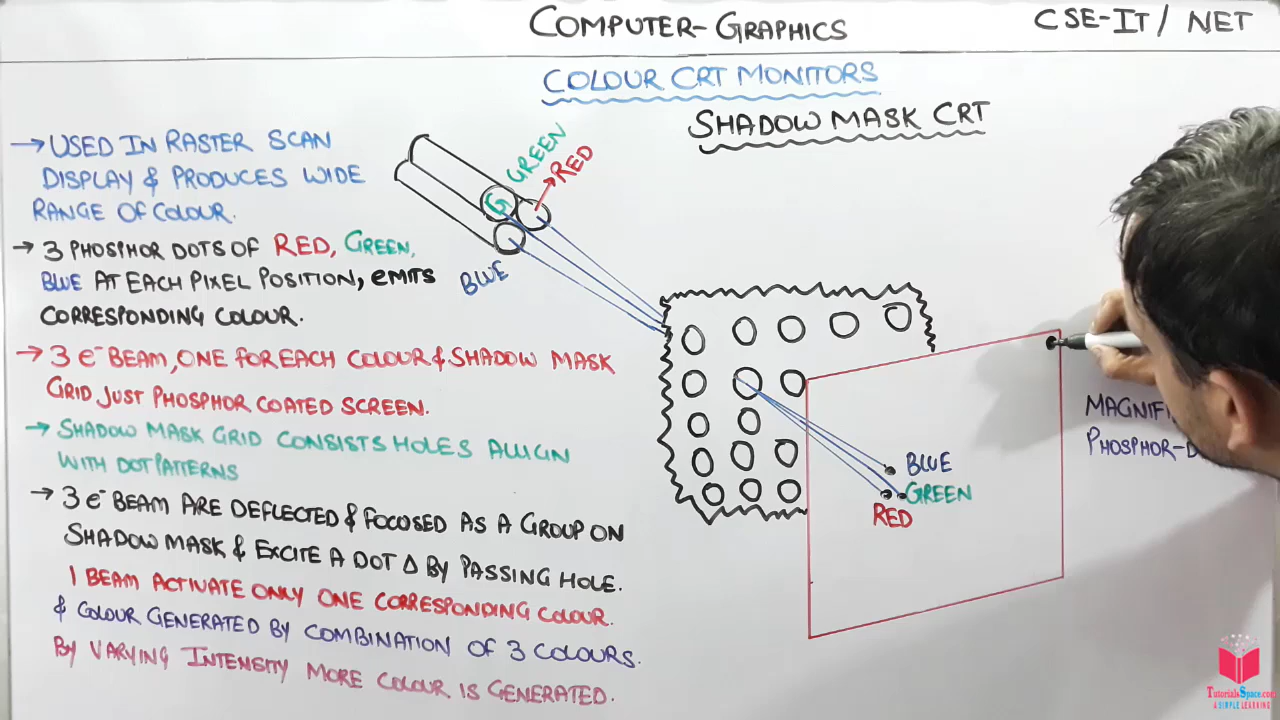 COMPUTER-GRAPHICS
CSE-IT / NET
COLOUR CRT MONITORS
SHADOW MASK CRT
→ USED IN RASTER SCAN
DISPLAY & PRODUCES WIDE
RANGE OF COLOUR.
→ 3 PHOSPHOR DOTS OF RED, GREEN,
BLUE AT EACH PIXEL POSITION, EMITS
CORRESPONDING COLOUR.
→ 3 e⁻ BEAM, ONE FOR EACH COLOUR & SHADOW MASK
GRID JUST PHOSPHOR COATED SCREEN.
→ SHADOW MASK GRID CONSISTS HOLES ALLIGN
WITH DOT PATTERNS
→ 3 e⁻ BEAM ARE DEFLECTED & FOCUSED AS A GROUP ON
SHADOW MASK & EXCITE A DOT Δ BY PASSING HOLE.
1 BEAM ACTIVATE ONLY ONE CORRESPONDING COLOUR.
& COLOUR GENERATED BY COMBINATION OF 3 COLOURS.
BY VARYING INTENSITY MORE COLOUR IS GENERATED.
GREEN
RED
G
BLUE
BLUE
GREEN
RED
MAGNIF
PHOSPHOR-D
TutorialsSpace.com
A SIMPLE LEARNING